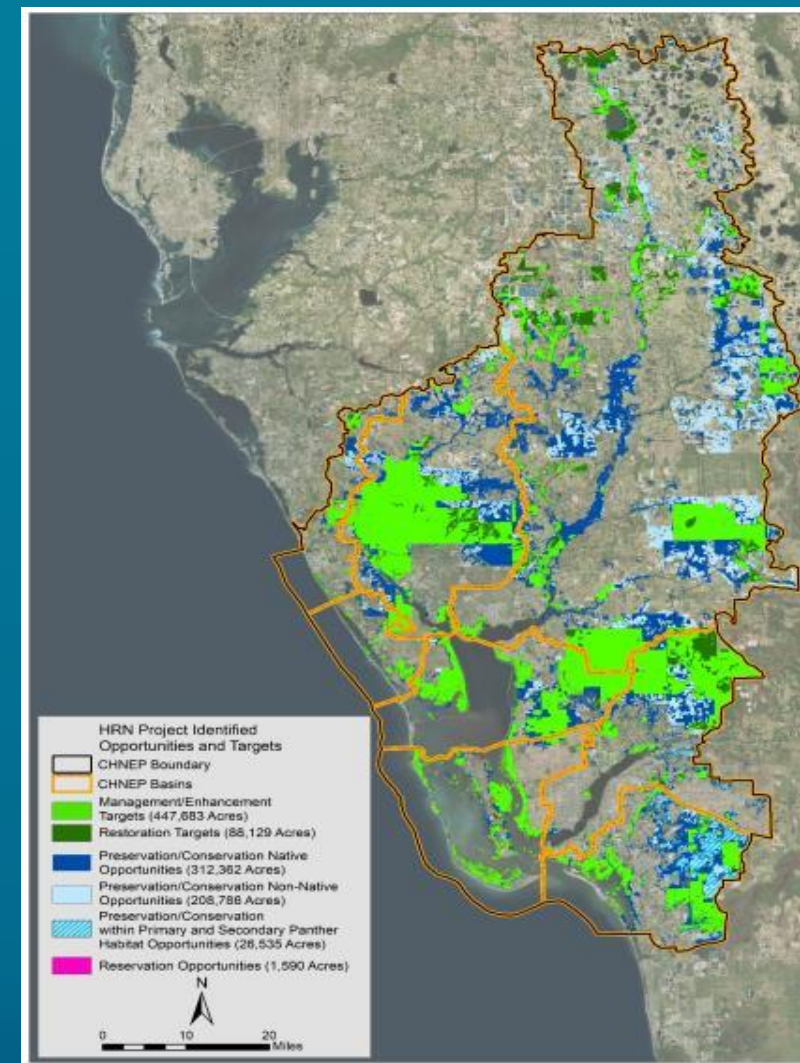 HRN Project Identified
Opportunities and Targets
CHNEP Boundary
CHNEP Basins
Management/Enhancement
Targets (447,683 Acres)
Restoration Targets (88,129 Acres)
Preservation/Conservation Native
Opportunities (312,362 Acres)
Preservation/Conservation Non-Native
Opportunities (208,786 Acres)
Preservation/Conservation
within Primary and Secondary Panther
Habitat Opportunities (26,535 Acres)
Reservation Opportunities (1,590 Acres)
N
0 10 20
Miles